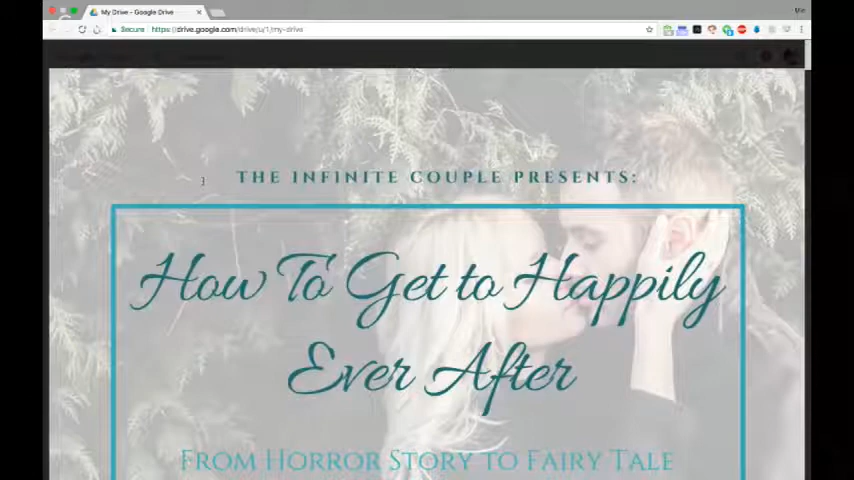 My Drive - Google Drive
Secure https://drive.google.com/drive/u/1/my-drive
THE INFINITE COUPLE PRESENTS:
How To Get to Happily
Ever After
FROM HORROR STORY TO FAIRY TALE